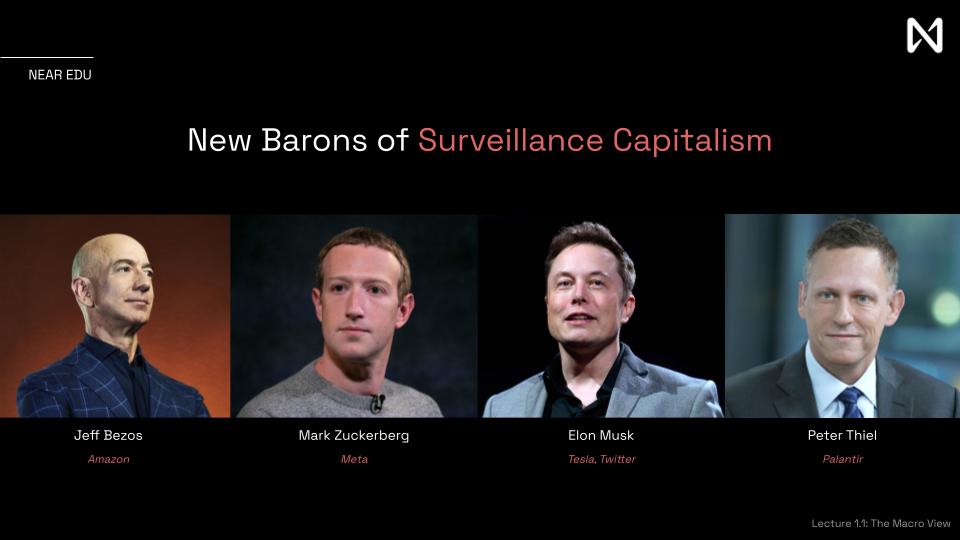 NEAR EDU
New Barons of Surveillance Capitalism
Jeff Bezos
Amazon
Mark Zuckerberg
Meta
Elon Musk
Tesla, Twitter
Peter Thiel
Palantir
Lecture 1.1: The Macro View